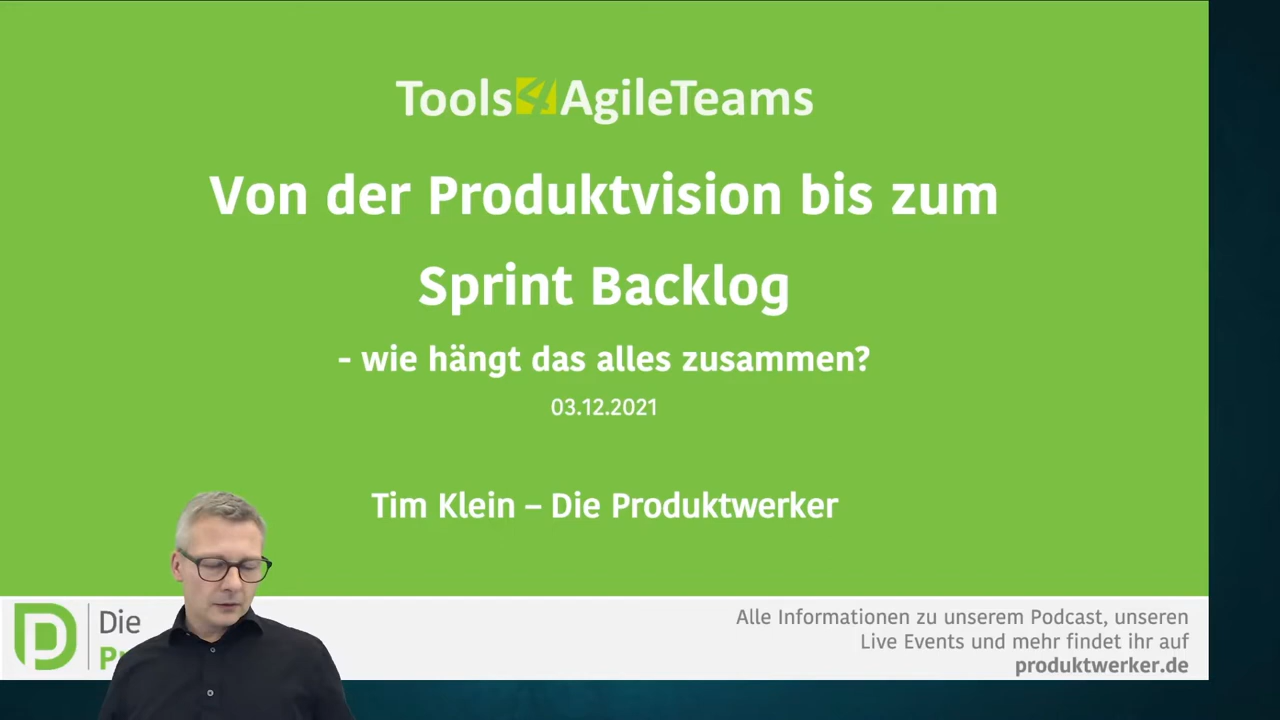 Tools4AgileTeams
Von der Produktvision bis zum
Sprint Backlog
- wie hängt das alles zusammen?
03.12.2021
Tim Klein – Die Produktwerker
Die
Alle Informationen zu unserem Podcast, unseren
Live Events und mehr findet ihr auf
produktwerker.de